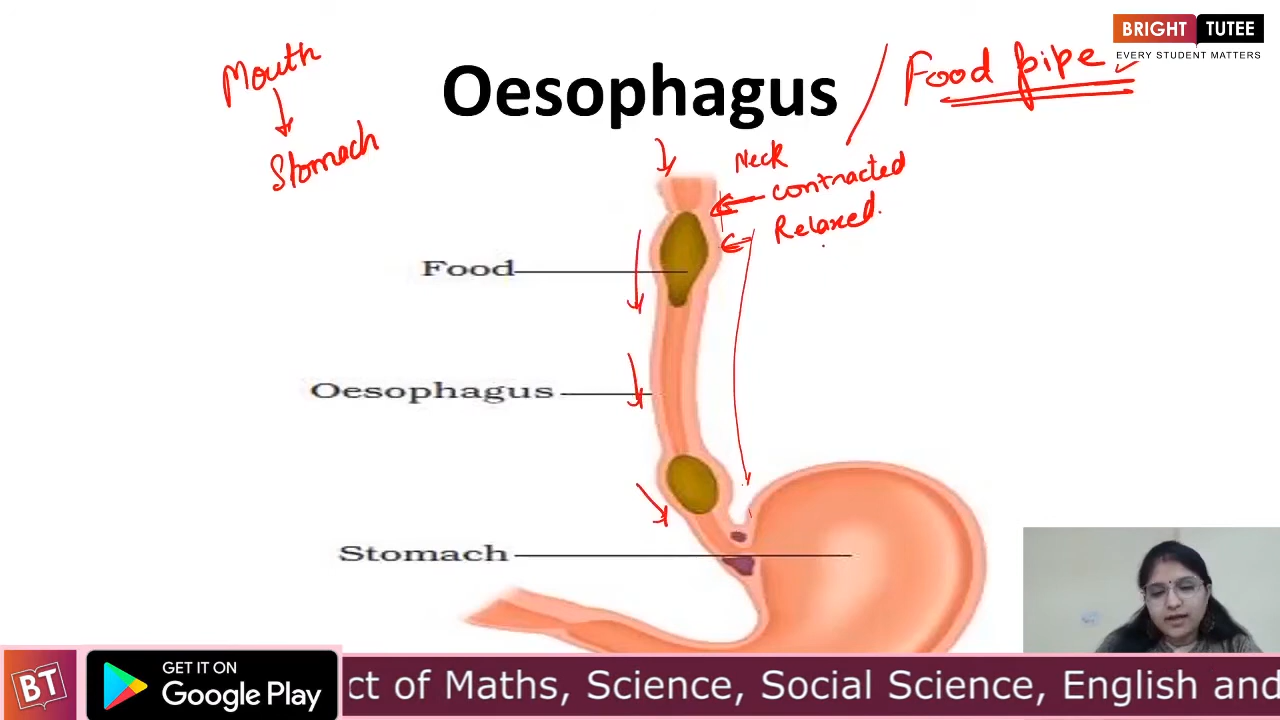 BRIGHT TUTEE
EVERY STUDENT MATTERS
Mouth
Stomach
Oesophagus
Food pipe
Neck
contracted
Relaxed.
Food
Oesophagus
Stomach
BT
GET IT ON
Google Play
ct of Maths, Science, Social Science, English and